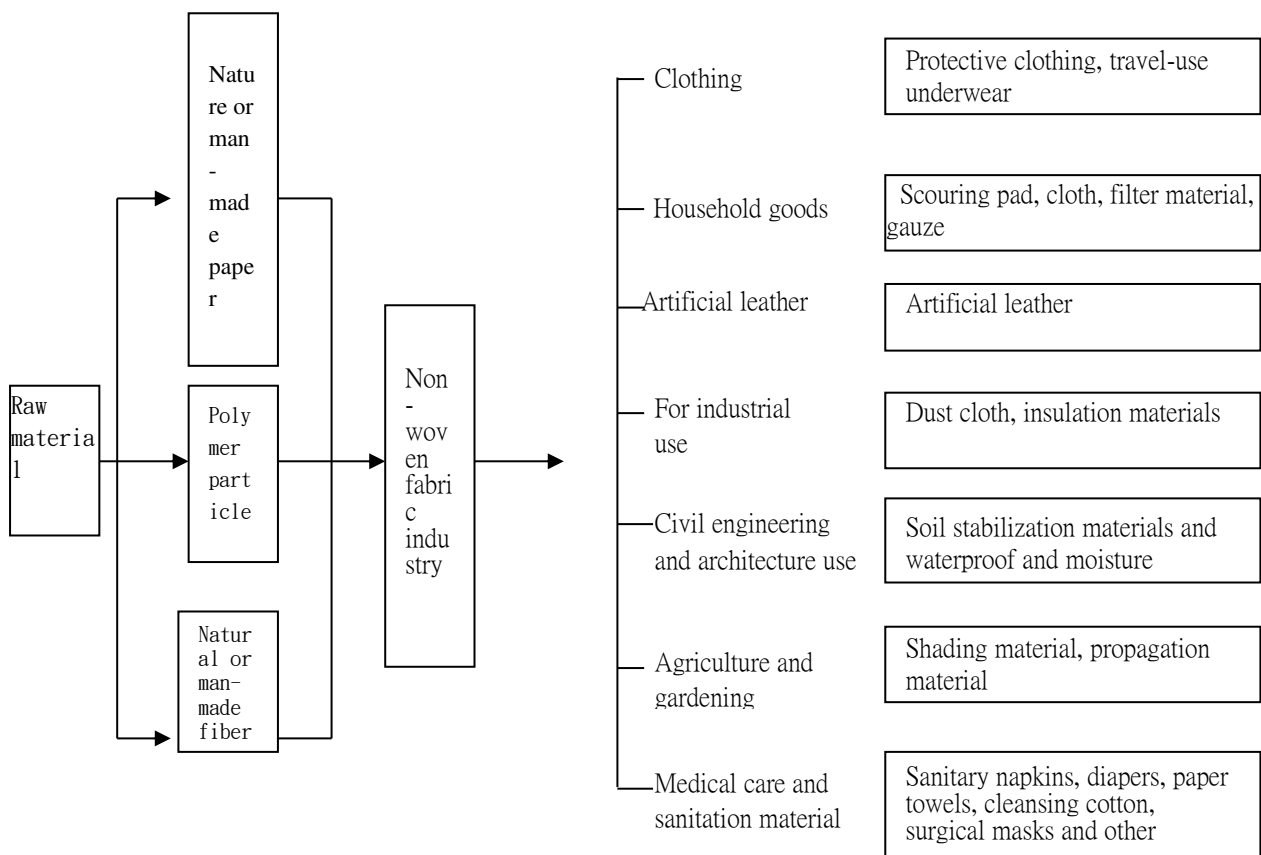 Raw
materia
l
Natu
re or
man
-
mad
e
pape
r
Poly
mer
part
icle
Natur
al or
man-
made
fiber
Non
-
wov
en
fabri
c
indu
stry
Clothing
Protective clothing, travel-use
underwear
Household goods
Scouring pad, cloth, filter material,
gauze
Artificial leather
Artificial leather
For industrial
use
Dust cloth, insulation materials
Civil engineering
and architecture use
Soil stabilization materials and
waterproof and moisture
Agriculture and
gardening
Shading material, propagation
material
Medical care and
sanitation material
Sanitary napkins, diapers, paper
towels, cleansing cotton,
surgical masks and other